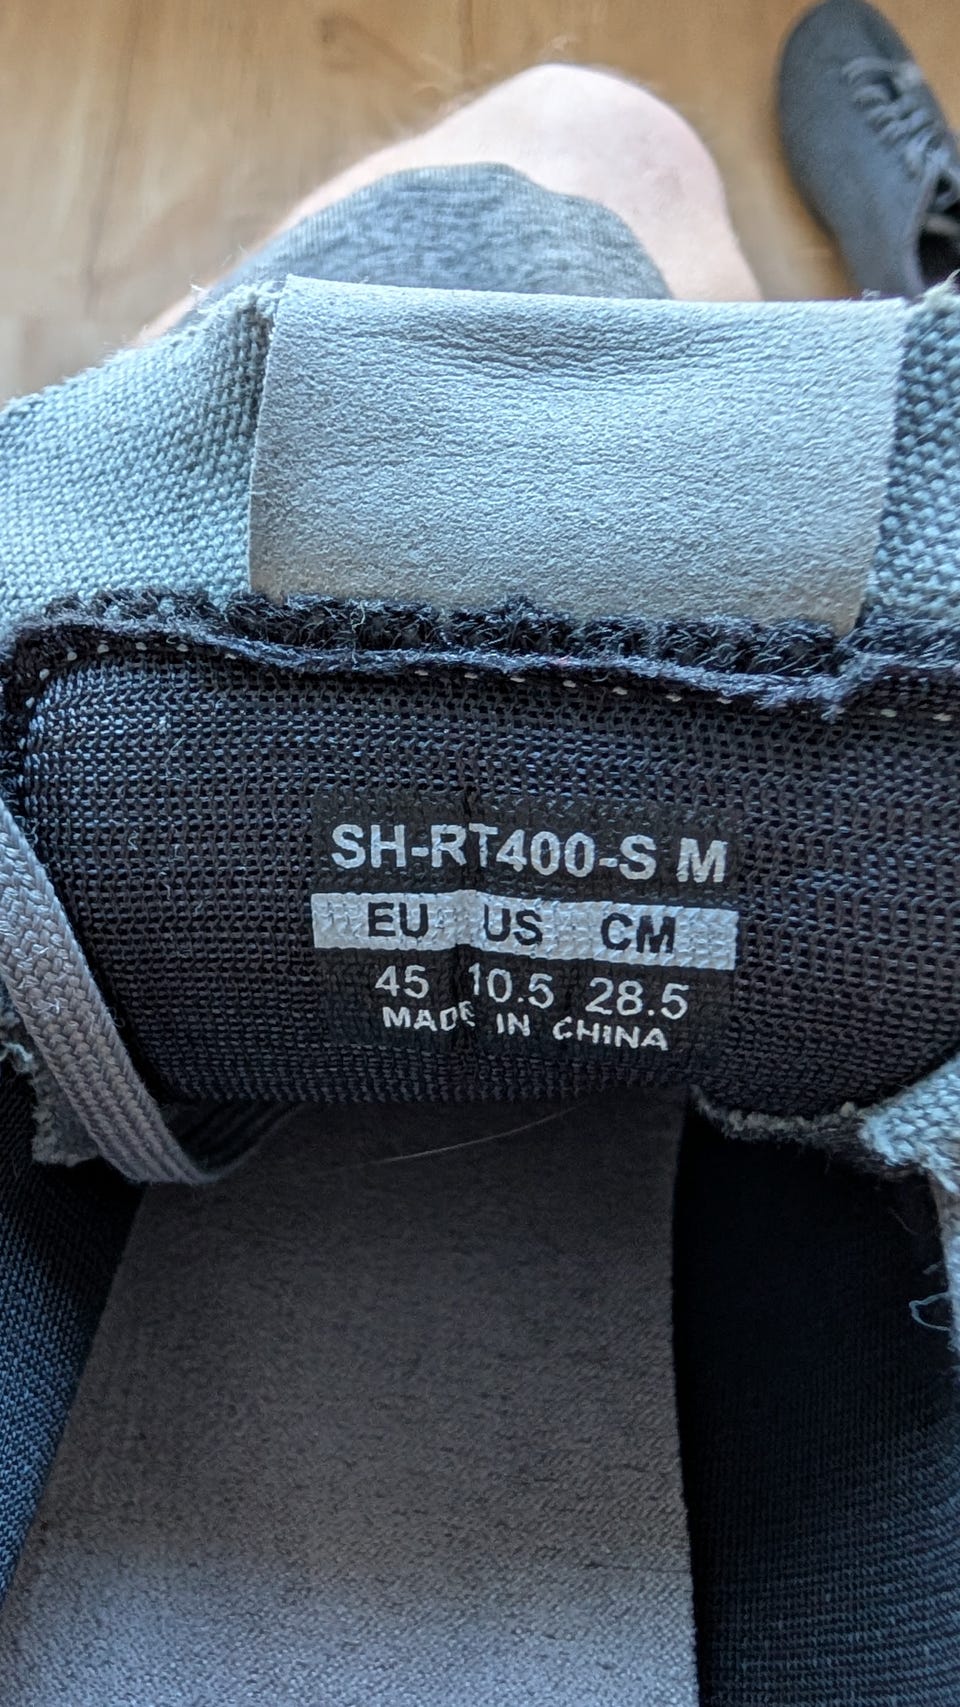 SH-RT400-S M
EU US CM
45 10.5 28.5
MADE IN CHINA